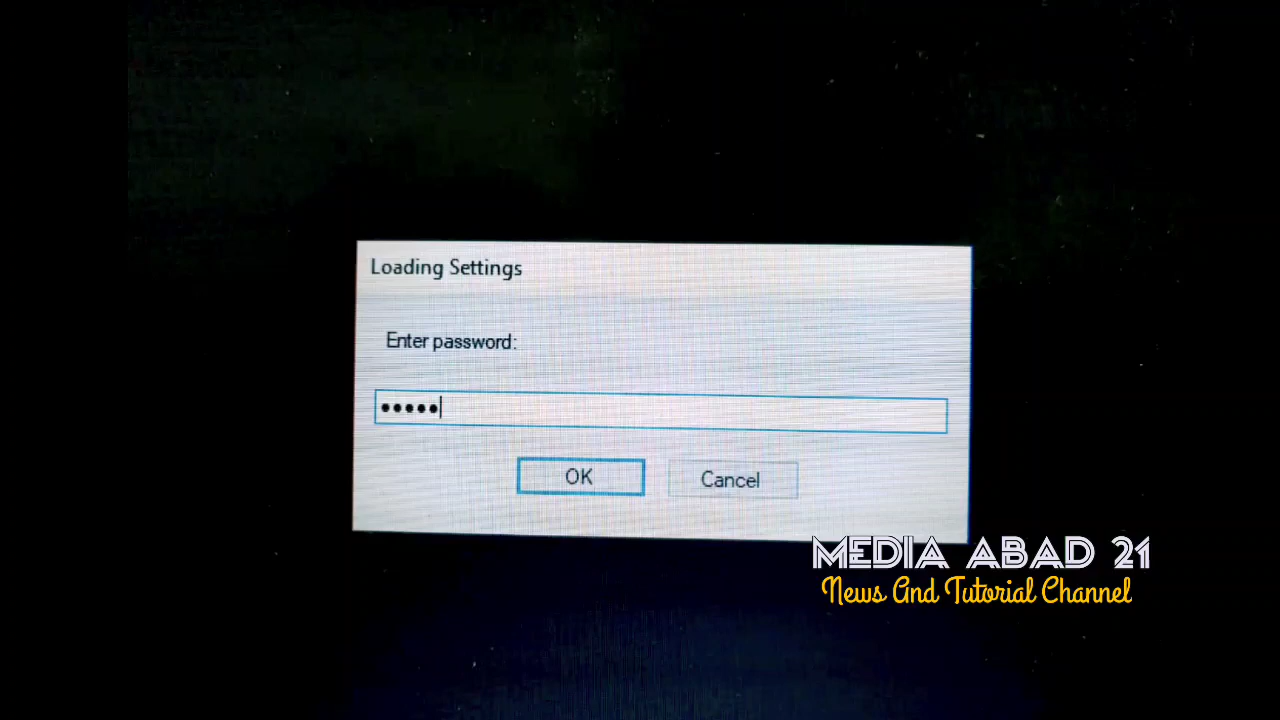 Loading Settings
Enter password:
OK
Cancel
MEDIA ABAD 21
News And Tutorial Channel